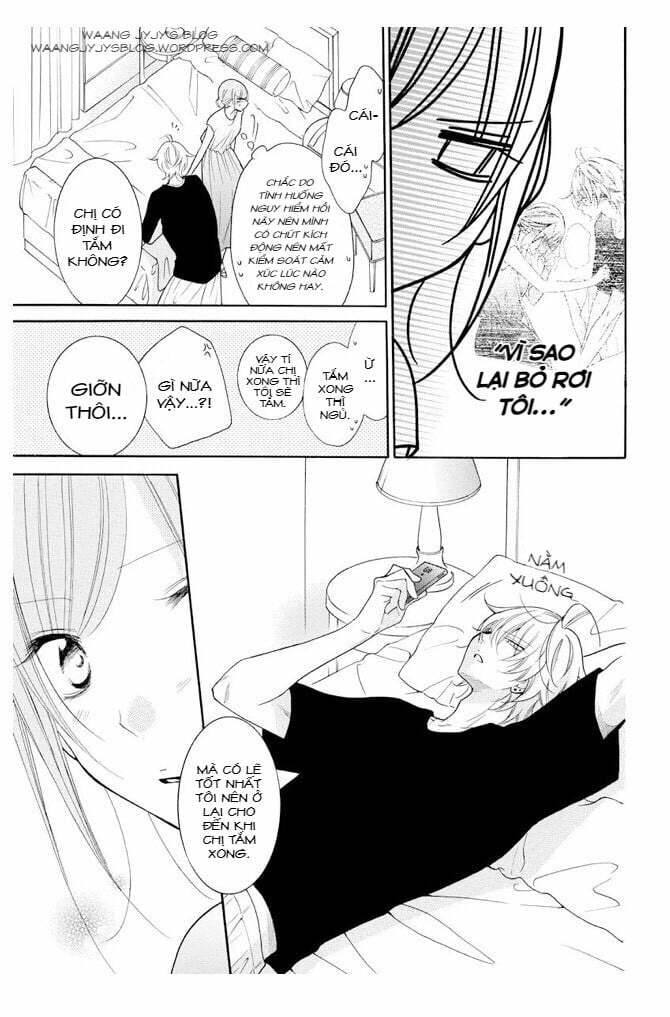 WAANG JYJY'S BLOG
WAANGJYJYSBLOG.WORDPRESS.COM
"VÌ SAO
LẠI BỎ RƠI
TÔI..."
CÁI-
CÁI
ĐÓ...
CHẮC DO
TÌNH HUỐNG
NGUY HIỂM HỒI
NÃY NÊN MÌNH
CÓ CHÚT KÍCH
ĐỘNG NÊN MẤT
KIỂM SOÁT CẢM
XÚC LÚC NÀO
KHÔNG HAY.
CHỊ CÓ
ĐỊNH ĐI
TẮM
KHÔNG?
Ừ...
TẮM
XONG
THÌ
NGỦ.
VẬY TÍ
NỮA CHỊ
XONG THÌ
TÔI SẼ
TẮM.
GÌ NỮA
VẬY...?!
GIỠN
THÔI...
NẰM
XUỐNG
MÀ CÓ LẼ
TỐT NHẤT
TÔI NÊN Ở
LẠI CHO
ĐẾN KHI
CHỊ TẮM
XONG.